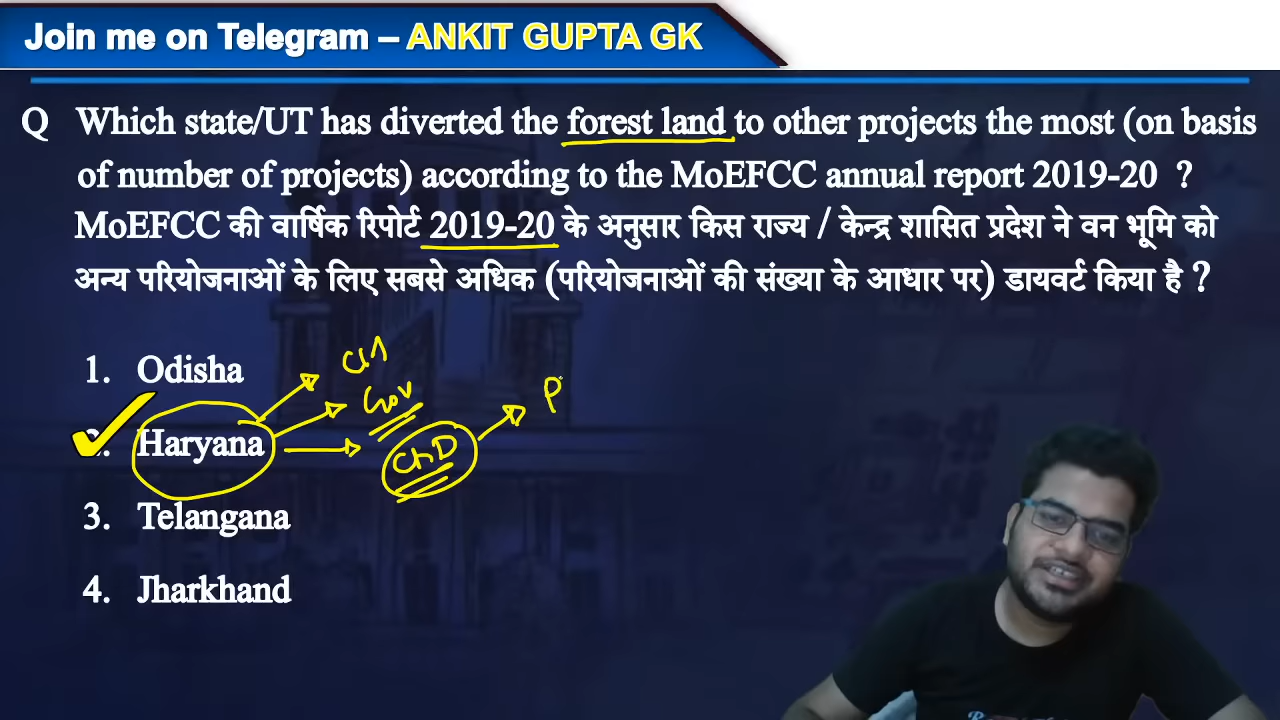 Join me on Telegram – ANKIT GUPTA GK
Q Which state/UT has diverted the forest land to other projects the most (on basis
of number of projects) according to the MoEFCC annual report 2019-20 ?
MoEFCC की वार्षिक रिपोर्ट 2019-20 के अनुसार किस राज्य / केन्द्र शासित प्रदेश ने वन भूमि को
अन्य परियोजनाओं के लिए सबसे अधिक (परियोजनाओं की संख्या के आधार पर) डायवर्ट किया है ?
1. Odisha
2. Haryana
3. Telangana
4. Jharkhand
Gov
ChD
P